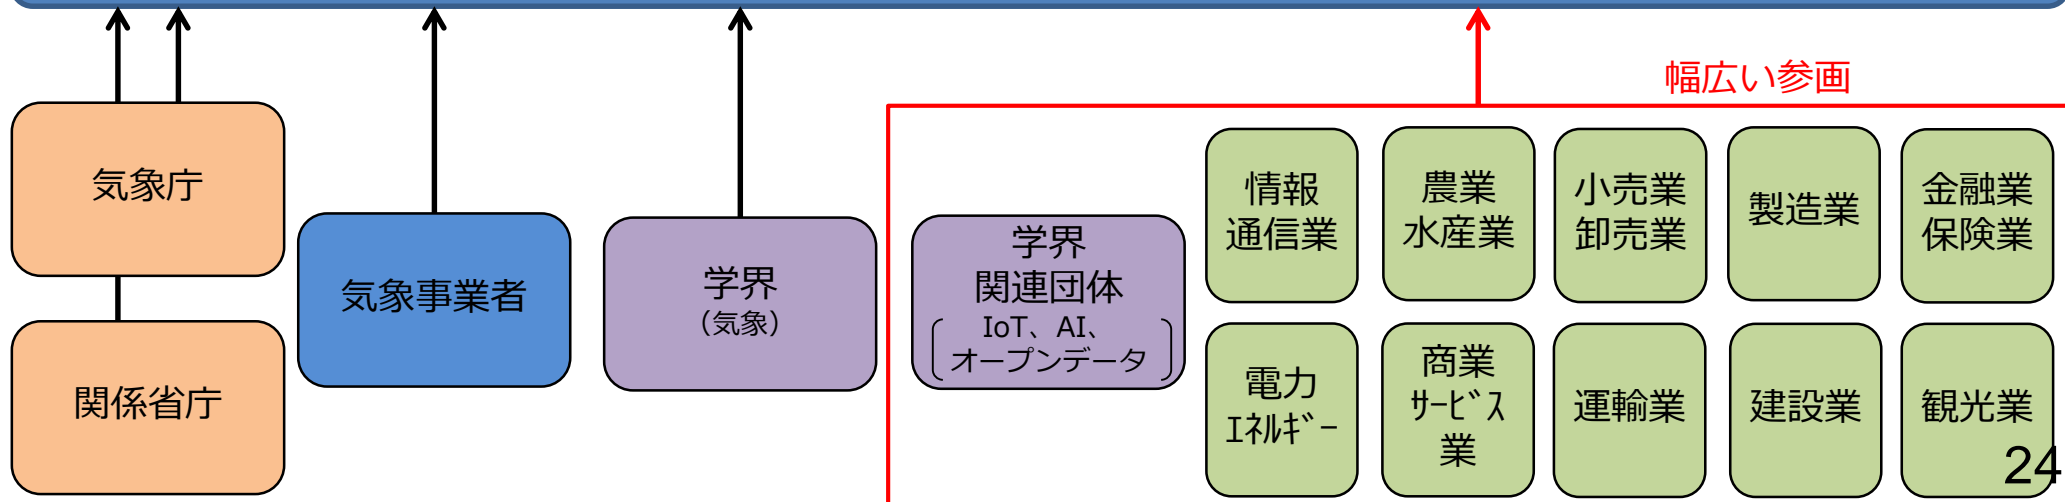 幅広い参画
気象庁
関係省庁
気象事業者
学界
（気象）
学界
関連団体
IoT、AI、
オープンデータ
情報
通信業
農業
水産業
小売業
卸売業
製造業
金融業
保険業
電力
ｴﾈﾙｷﾞｰ
商業
ｻｰﾋﾞｽ
業
運輸業
建設業
観光業
24